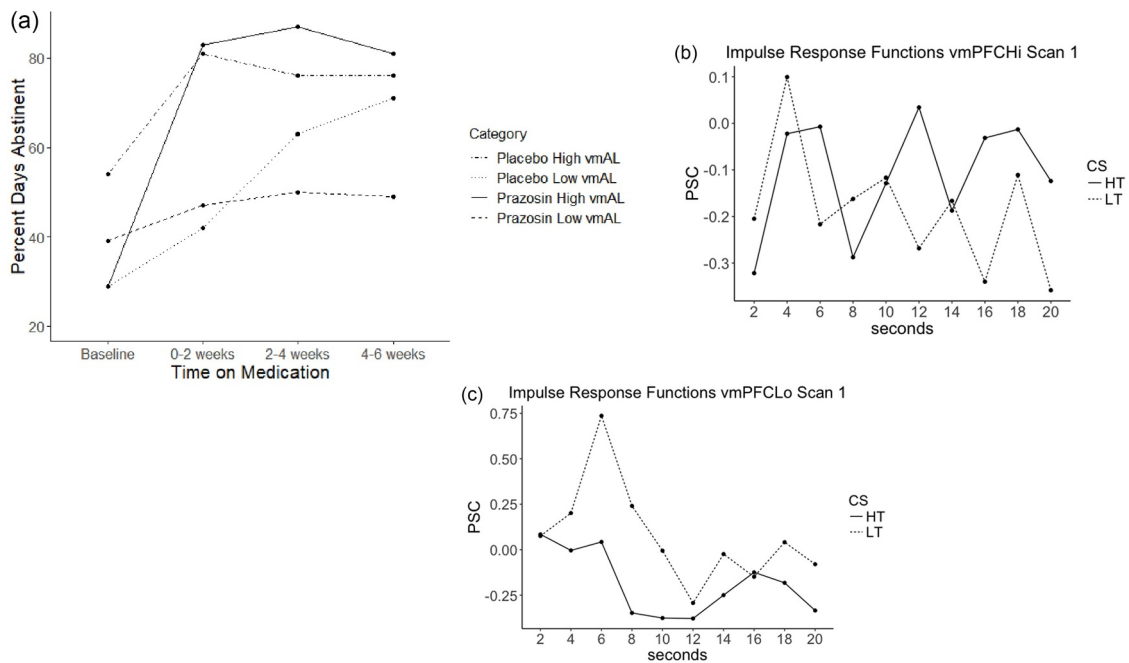 (a)
Percent Days Abstinent
80
60
40
20
Baseline 0-2 weeks 2-4 weeks 4-6 weeks
Time on Medication
Category
Placebo High vmAL
Placebo Low vmAL
Prazosin High vmAL
Prazosin Low vmAL
(b) Impulse Response Functions vmPFCHi Scan 1
PSC
0.1
0.0
-0.1
-0.2
-0.3
2 4 6 8 10 12 14 16 18 20
seconds
CS
HT
LT
(c) Impulse Response Functions vmPFCLo Scan 1
PSC
0.75
0.50
0.25
0.00
-0.25
2 4 6 8 10 12 14 16 18 20
seconds
CS
HT
LT